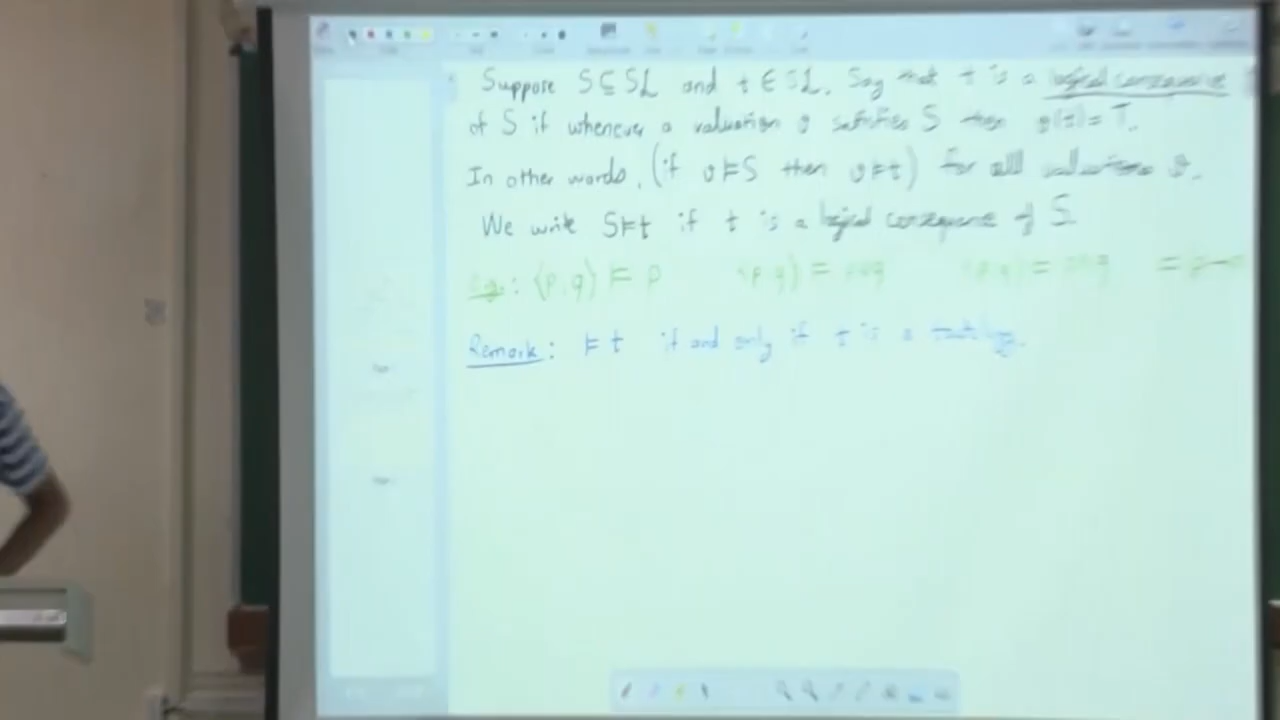 Suppose S ⊆ SL and t ∈ SL. Say that t is a logical consequence
of S if whenever a valuation v satisfies S then v(t) = T.
In other words, (if v ⊨ S then v ⊨ t) for all valuations v.
We write S ⊨ t if t is a logical consequence of S.
Eg: {p, q} ⊨ p
Remark: ⊨ t if and only if t is a tautology.